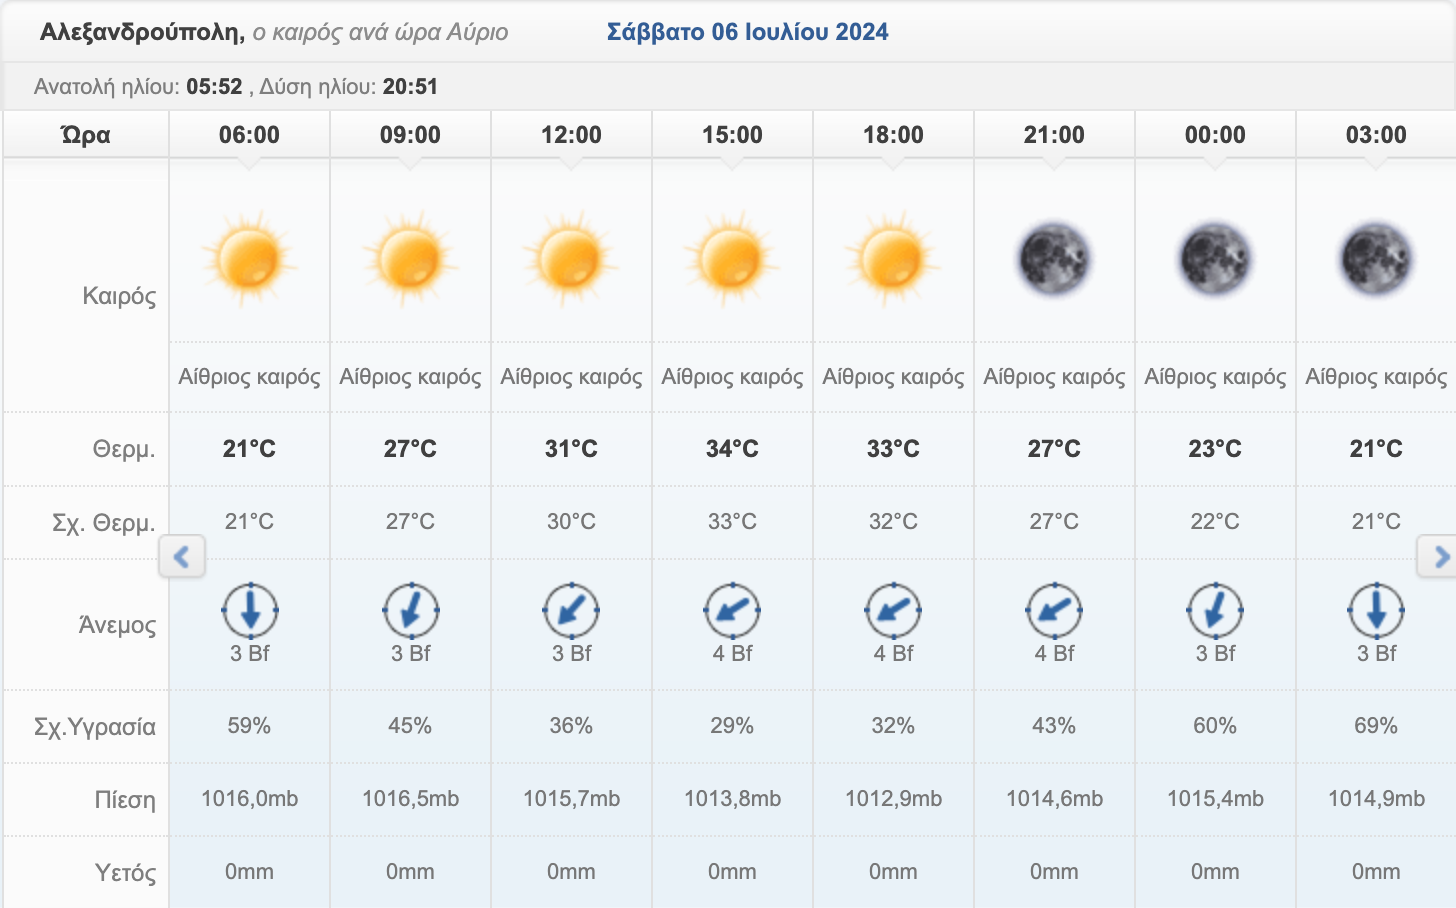 Αλεξανδρούπολη, ο καιρός ανά ώρα Αύριο Σάββατο 06 Ιουλίου 2024
Ανατολή ηλίου: 05:52 , Δύση ηλίου: 20:51
Ώρα 06:00 09:00 12:00 15:00 18:00 21:00 00:00 03:00
Καιρός
Αίθριος καιρός Αίθριος καιρός Αίθριος καιρός Αίθριος καιρός Αίθριος καιρός Αίθριος καιρός Αίθριος καιρός Αίθριος καιρός
Θερμ. 21°C 27°C 31°C 34°C 33°C 27°C 23°C 21°C
Σχ. Θερμ. 21°C 27°C 30°C 33°C 32°C 27°C 22°C 21°C
Άνεμος
3 Bf 3 Bf 3 Bf 4 Bf 4 Bf 4 Bf 3 Bf 3 Bf
Σχ.Υγρασία 59% 45% 36% 29% 32% 43% 60% 69%
Πίεση 1016,0mb 1016,5mb 1015,7mb 1013,8mb 1012,9mb 1014,6mb 1015,4mb 1014,9mb
Υετός 0mm 0mm 0mm 0mm 0mm 0mm 0mm 0mm